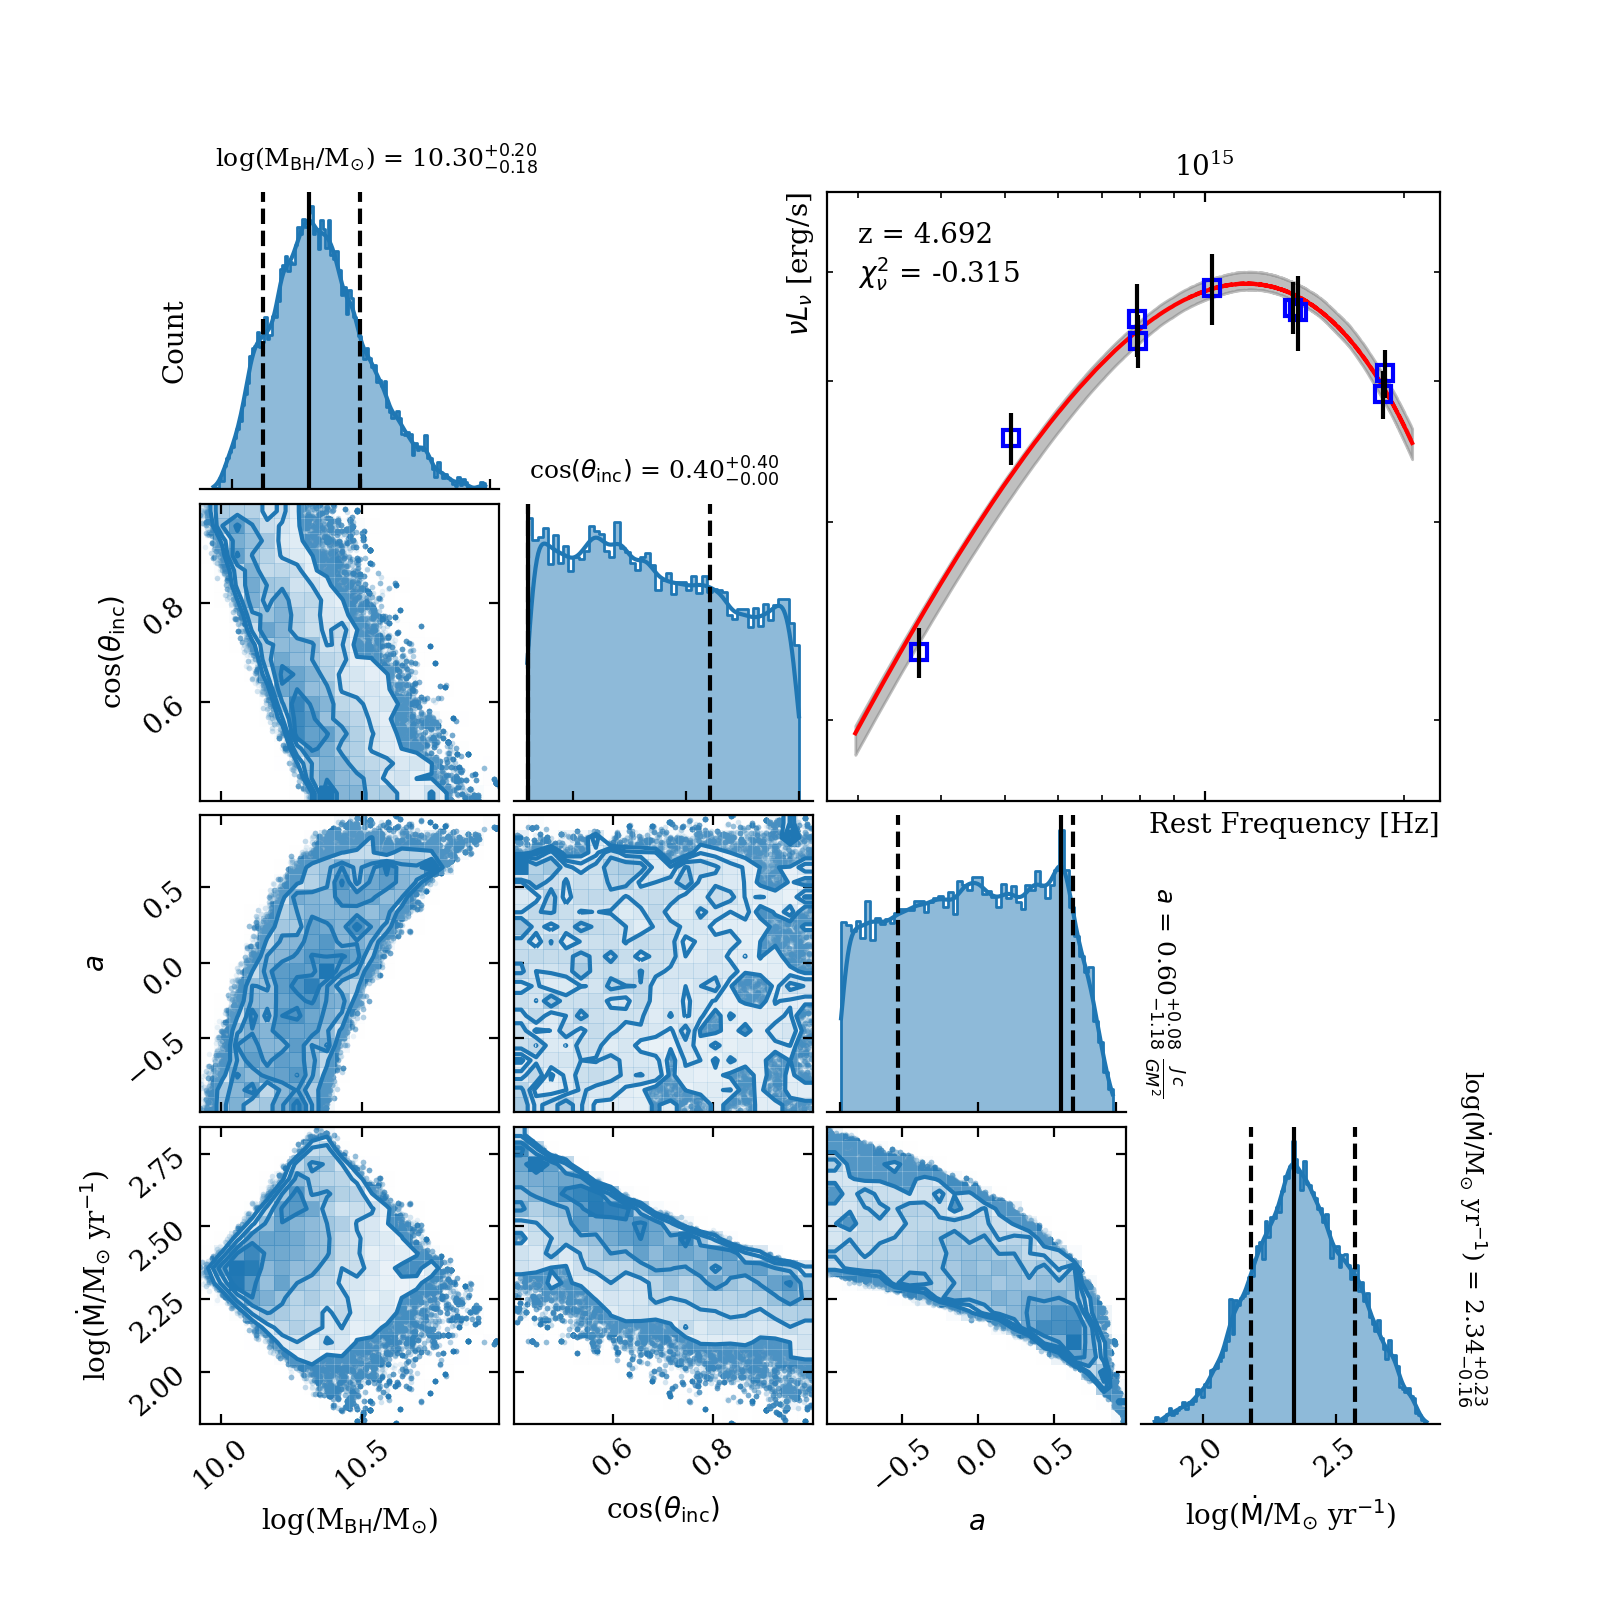 log(M_BH/M_⊙) = 10.30^{+0.20}_{-0.18}
10^15
Count
νL_ν [erg/s]
z = 4.692
χ²_ν = -0.315
cos(θ_inc) = 0.40^{+0.40}_{-0.00}
cos(θ_inc)
0.8
0.6
Rest Frequency [Hz]
a
0.5
0.0
−0.5
a = 0.60^{+0.08}_{-1.18} Jc/GM²
log(Ṁ/M_⊙ yr^{−1})
2.75
2.50
2.25
2.00
log(Ṁ/M_⊙ yr^{−1}) = 2.34^{+0.23}_{-0.16}
10.0 10.5 0.6 0.8 −0.5 0.0 0.5 2.0 2.5
log(M_BH/M_⊙) cos(θ_inc) a log(Ṁ/M_⊙ yr^{−1})